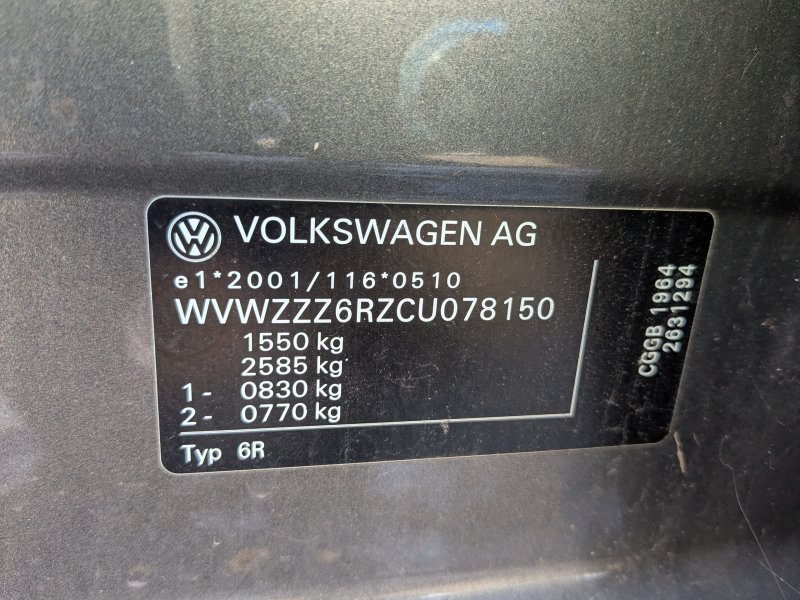 VOLKSWAGEN AG
e1*2001/116*0510
WVWZZZ6RZCU078150
1550 kg
2585 kg
1- 0830 kg
2- 0770 kg
Typ 6R
CGGB 1964
2631294